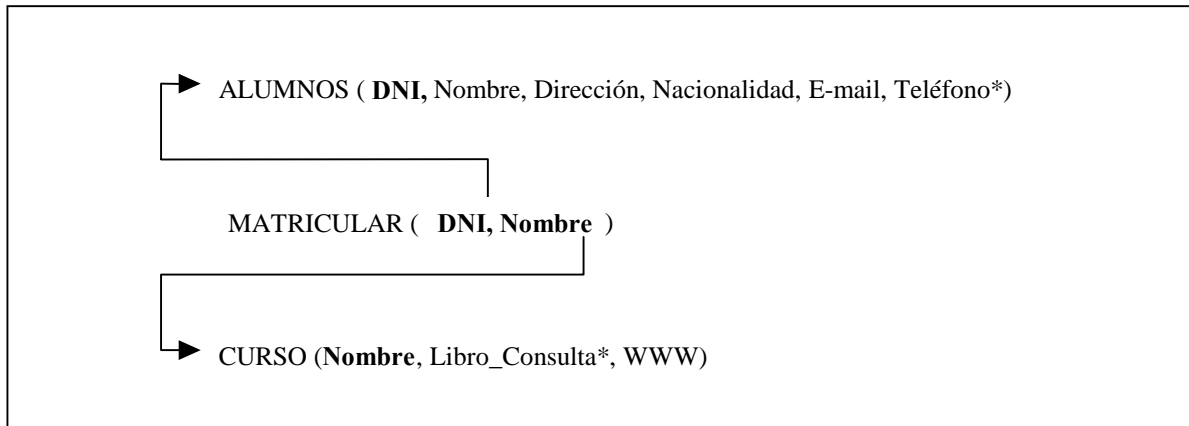 ALUMNOS ( DNI, Nombre, Dirección, Nacionalidad, E-mail, Teléfono*)
MATRICULAR ( DNI, Nombre )
CURSO (Nombre, Libro_Consulta*, WWW)